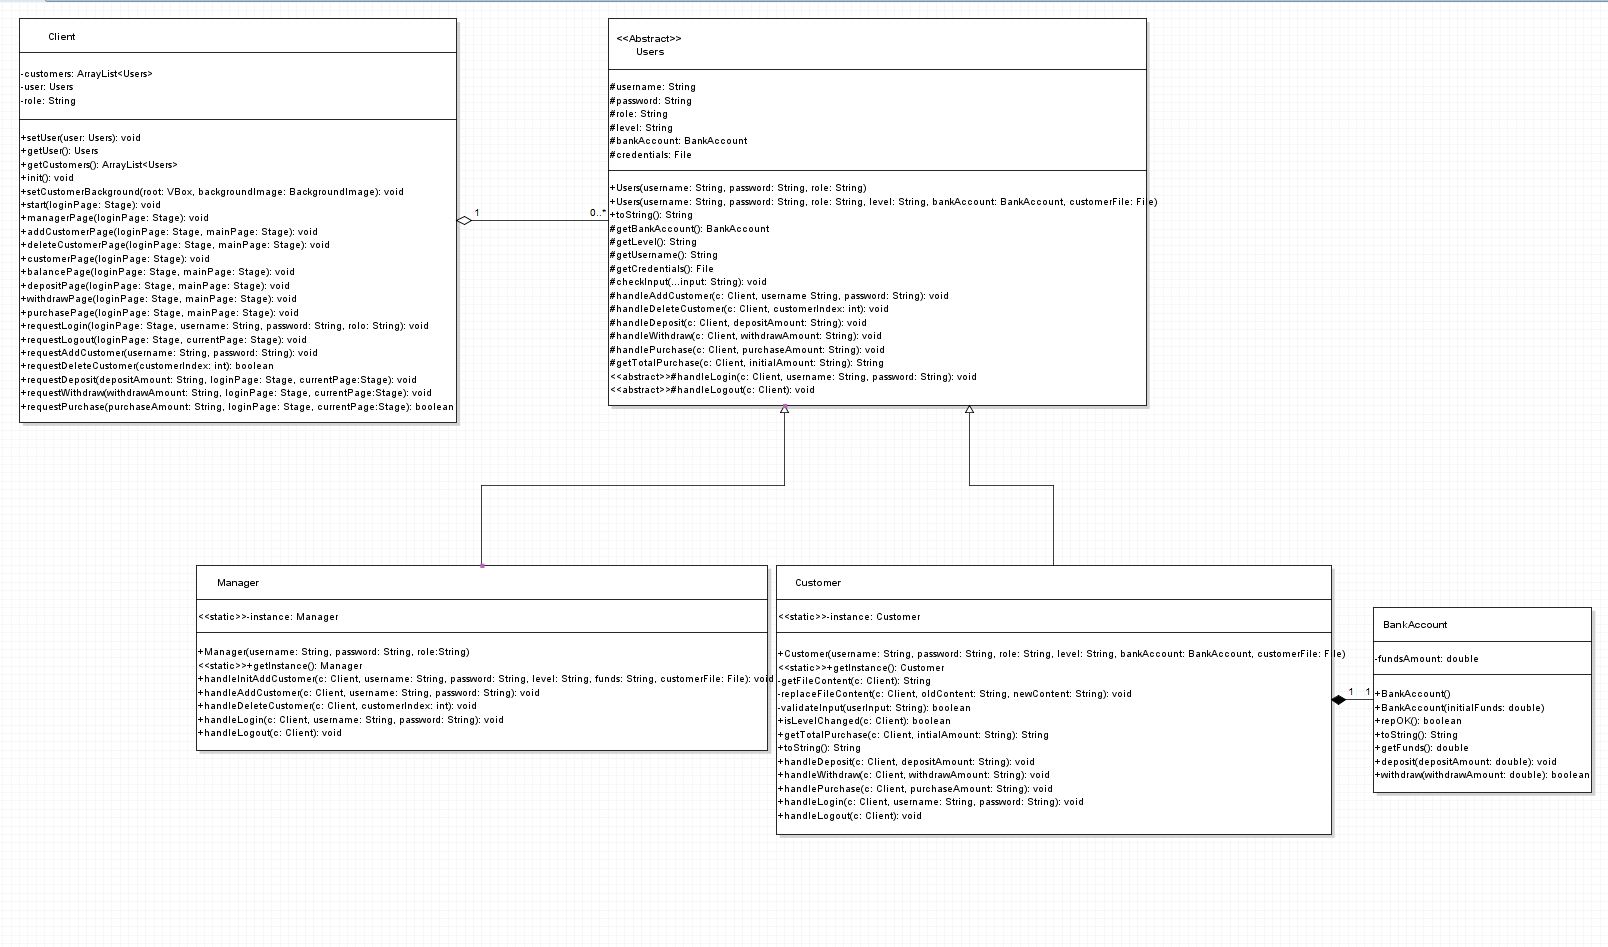 Client
-customers: ArrayList<Users>
-user: Users
-role: String
+setUser(user: Users): void
+getUser(): Users
+getCustomers(): ArrayList<Users>
+init(): void
+setCustomerBackground(root: VBox, backgroundImage: BackgroundImage): void
+start(loginPage: Stage): void
+managerPage(loginPage: Stage): void
+addCustomerPage(loginPage: Stage, mainPage: Stage): void
+deleteCustomerPage(loginPage: Stage, mainPage: Stage): void
+customerPage(loginPage: Stage): void
+balancePage(loginPage: Stage, mainPage: Stage): void
+depositPage(loginPage: Stage, mainPage: Stage): void
+withdrawPage(loginPage: Stage, mainPage: Stage): void
+purchasePage(loginPage: Stage, mainPage: Stage): void
+requestLogin(loginPage: Stage, username: String, password: String, rolo: String): void
+requestLogout(loginPage: Stage, currentPage: Stage): void
+requestAddCustomer(username: String, password: String): void
+requestDeleteCustomer(customerIndex: int): boolean
+requestDeposit(depositAmount: String, loginPage: Stage, currentPage:Stage): void
+requestWithdraw(withdrawAmount: String, loginPage: Stage, currentPage:Stage): void
+requestPurchase(purchaseAmount: String, loginPage: Stage, currentPage:Stage): boolean
1
0..*
<<Abstract>>
Users
#username: String
#password: String
#role: String
#level: String
#bankAccount: BankAccount
#credentials: File
+Users(username: String, password: String, role: String)
+Users(username: String, password: String, role: String, level: String, bankAccount: BankAccount, customerFile: File)
+toString(): String
#getBankAccount(): BankAccount
#getLevel(): String
#getUsername(): String
#getCredentials(): File
#checkInput(...input: String): void
#handleAddCustomer(c: Client, username String, password: String): void
#handleDeleteCustomer(c: Client, customerIndex: int): void
#handleDeposit(c: Client, depositAmount: String): void
#handleWithdraw(c: Client, withdrawAmount: String): void
#handlePurchase(c: Client, purchaseAmount: String): void
#getTotalPurchase(c: Client, initialAmount: String): String
<<abstract>>#handleLogin(c: Client, username: String, password: String): void
<<abstract>>#handleLogout(c: Client): void
Manager
<<static>>-instance: Manager
+Manager(username: String, password: String, role:String)
<<static>>+getInstance(): Manager
+handleInitAddCustomer(c: Client, username: String, password: String, level: String, funds: String, customerFile: File): void
+handleAddCustomer(c: Client, username: String, password: String): void
+handleDeleteCustomer(c: Client, customerIndex: int): void
+handleLogin(c: Client, username: String, password: String): void
+handleLogout(c: Client): void
Customer
<<static>>-instance: Customer
+Customer(username: String, password: String, role: String, level: String, bankAccount: BankAccount, customerFile: File)
<<static>>+getInstance(): Customer
-getFileContent(c: Client): String
-replaceFileContent(c: Client, oldContent: String, newContent: String): void
-validateInput(userInput: String): boolean
+isLevelChanged(c: Client): boolean
+getTotalPurchase(c: Client, intialAmount: String): String
+toString(): String
+handleDeposit(c: Client, depositAmount: String): void
+handleWithdraw(c: Client, withdrawAmount: String): void
+handlePurchase(c: Client, purchaseAmount: String): void
+handleLogin(c: Client, username: String, password: String): void
+handleLogout(c: Client): void
1
1
BankAccount
-fundsAmount: double
+BankAccount()
+BankAccount(initialFunds: double)
+repOK(): boolean
+toString(): String
+getFunds(): double
+deposit(depositAmount: double): void
+withdraw(withdrawAmount: double): boolean